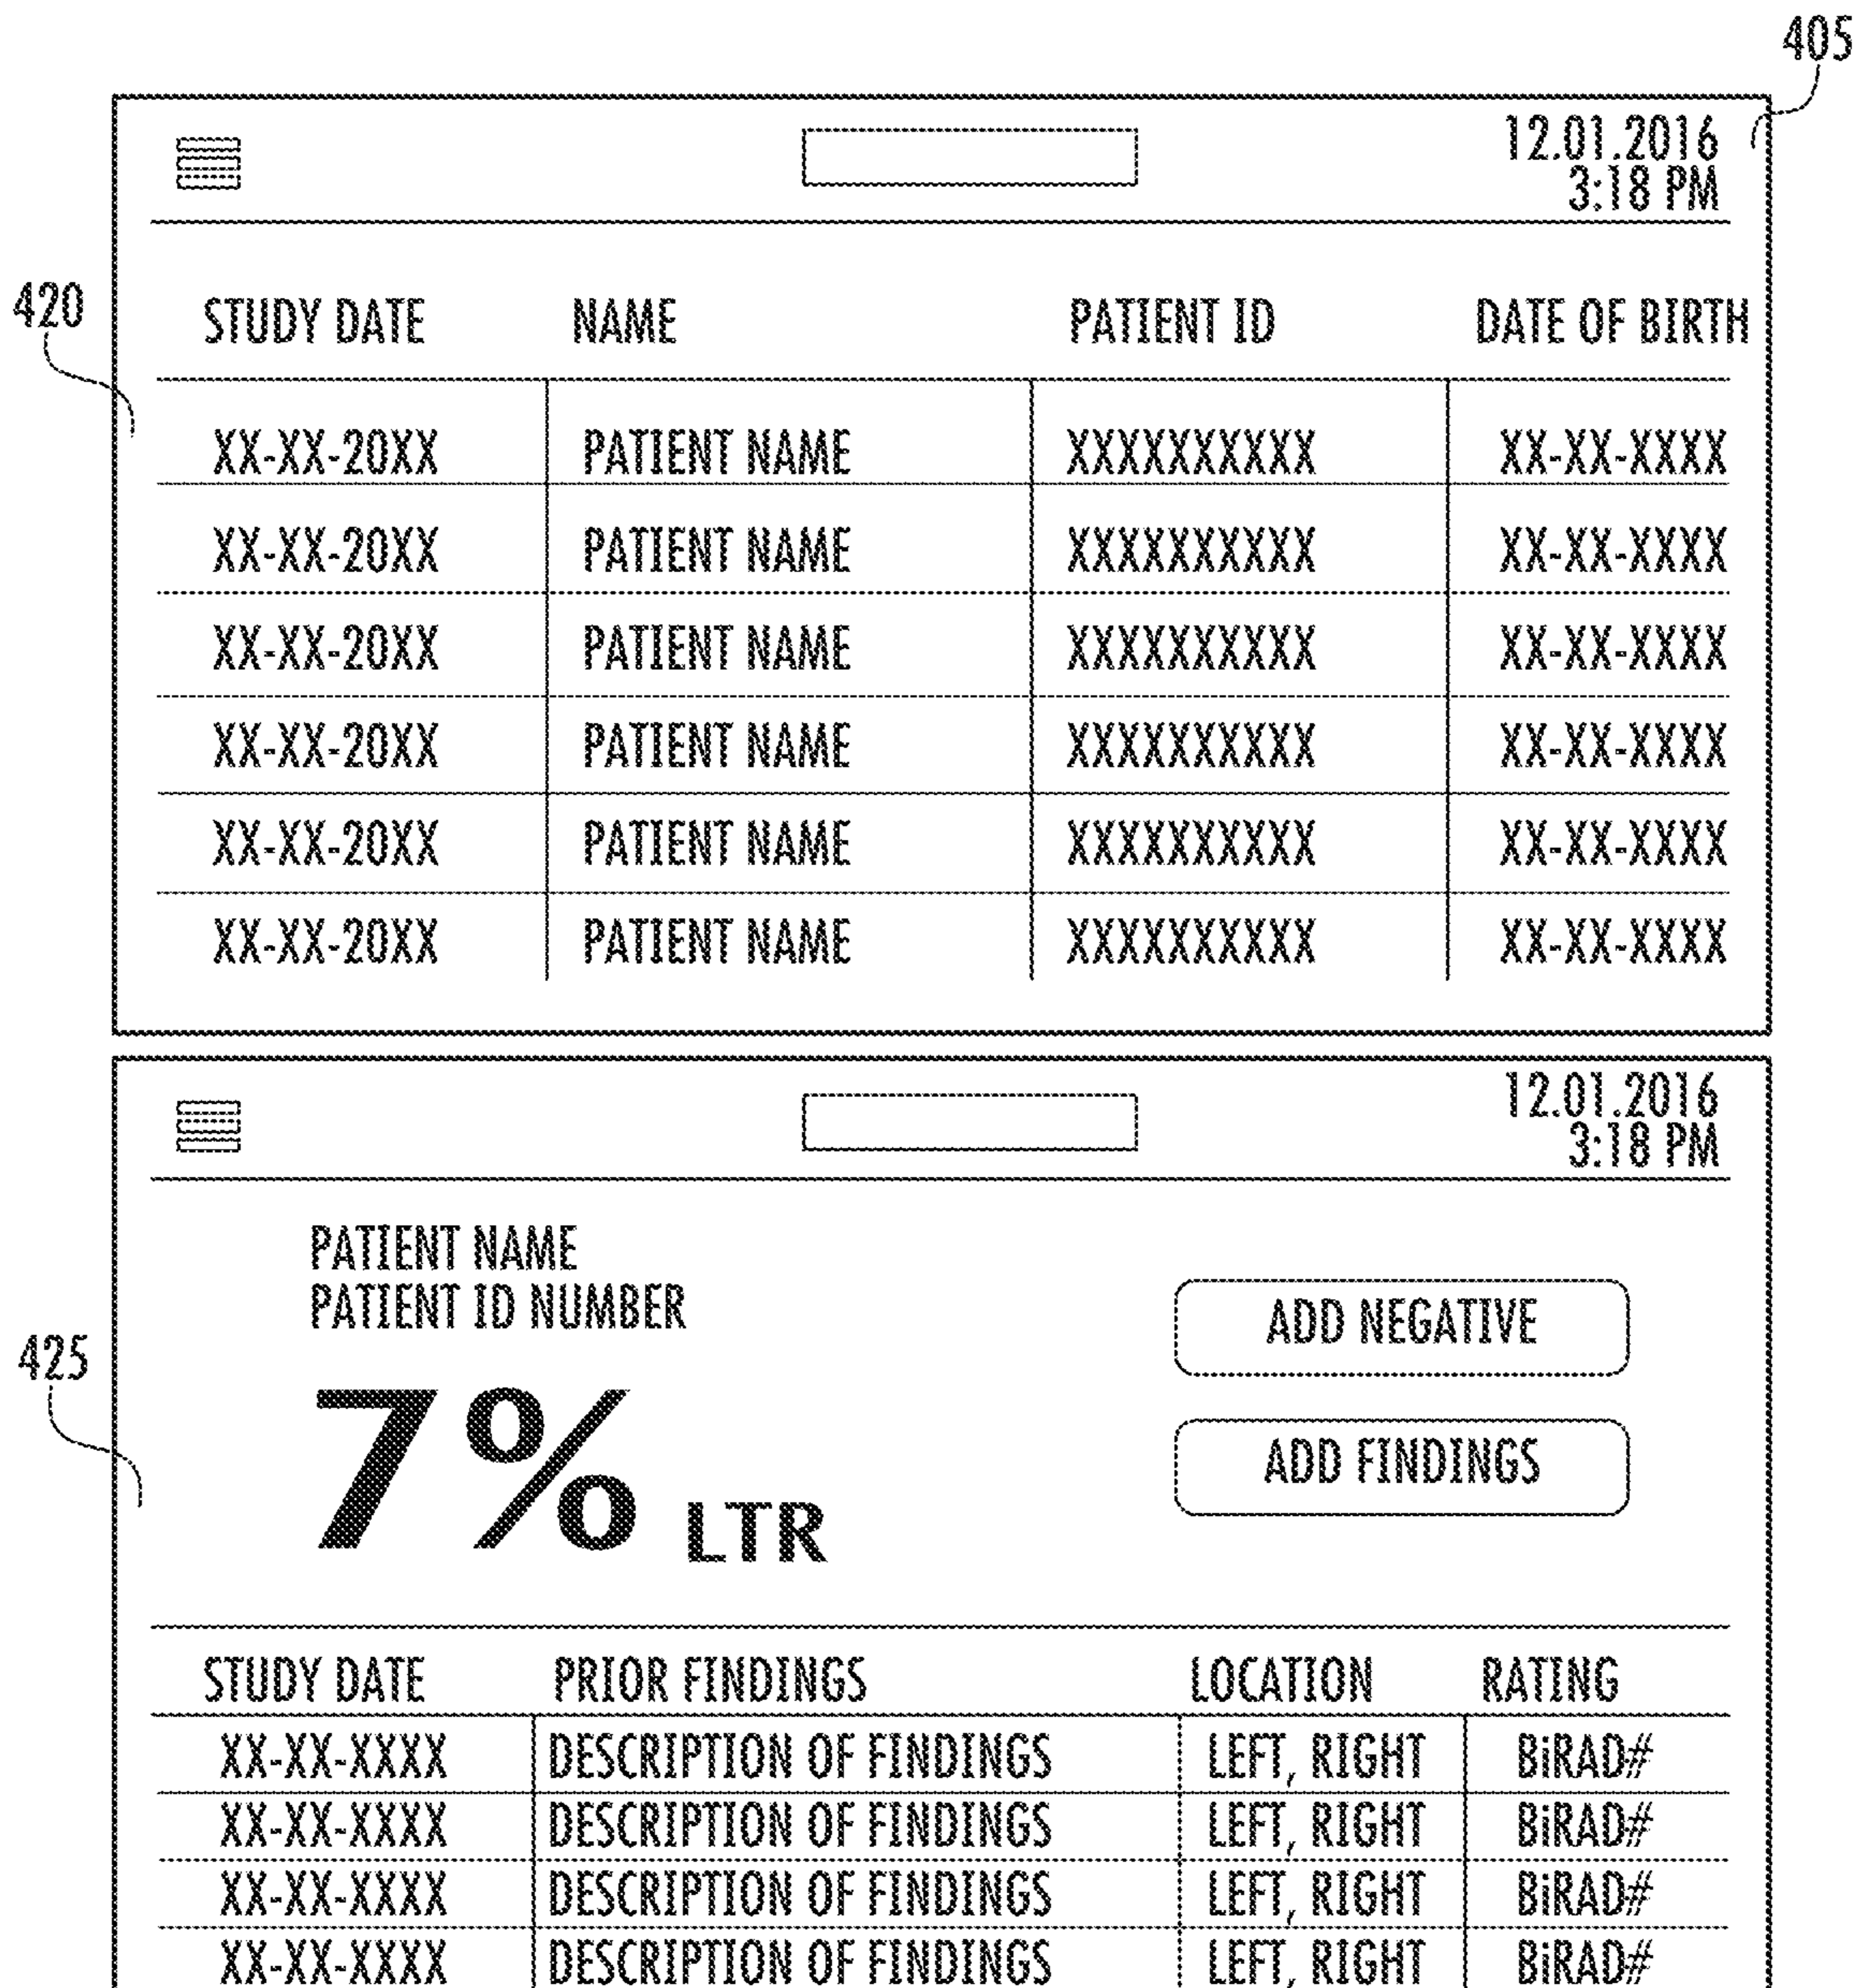 405
12.01.2016
3:18 PM
420
STUDY DATE NAME PATIENT ID DATE OF BIRTH
XX-XX-20XX PATIENT NAME XXXXXXXXXX XX-XX-XXXX
XX-XX-20XX PATIENT NAME XXXXXXXXXX XX-XX-XXXX
XX-XX-20XX PATIENT NAME XXXXXXXXXX XX-XX-XXXX
XX-XX-20XX PATIENT NAME XXXXXXXXXX XX-XX-XXXX
XX-XX-20XX PATIENT NAME XXXXXXXXXX XX-XX-XXXX
XX-XX-20XX PATIENT NAME XXXXXXXXXX XX-XX-XXXX
12.01.2016
3:18 PM
PATIENT NAME
PATIENT ID NUMBER
ADD NEGATIVE
425
7% LTR
ADD FINDINGS
STUDY DATE PRIOR FINDINGS LOCATION RATING
XX-XX-XXXX DESCRIPTION OF FINDINGS LEFT, RIGHT BiRAD#
XX-XX-XXXX DESCRIPTION OF FINDINGS LEFT, RIGHT BiRAD#
XX-XX-XXXX DESCRIPTION OF FINDINGS LEFT, RIGHT BiRAD#
XX-XX-XXXX DESCRIPTION OF FINDINGS LEFT, RIGHT BiRAD#